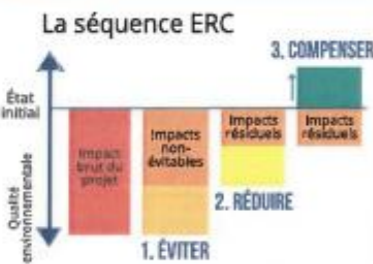 La séquence ERC
3. COMPENSER
État
initial
Qualité
environnementale
Impact
brut du
projet
Impacts
non-
évitables
1. ÉVITER
Impacts
résiduels
2. RÉDUIRE
Impacts
résiduels